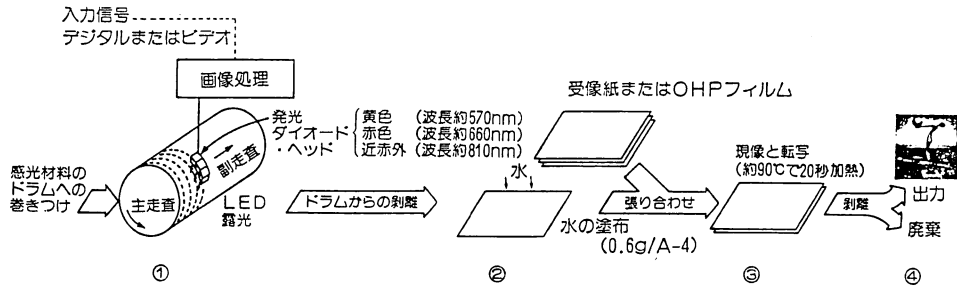 入力信号
デジタルまたはビデオ
画像処理
発光
ダイオード
・ヘッド
黄色 (波長約570nm)
赤色 (波長約660nm)
近赤外 (波長約810nm)
感光材料の
ドラムへの
巻きつけ
主走査
副走査
LED
露光
ドラムからの剥離
受像紙またはOHPフィルム
水
水の塗布
(0.6g/A-4)
張り合わせ
現像と転写
(約90℃で20秒加熱)
剥離
出力
廃棄
①
②
③
④